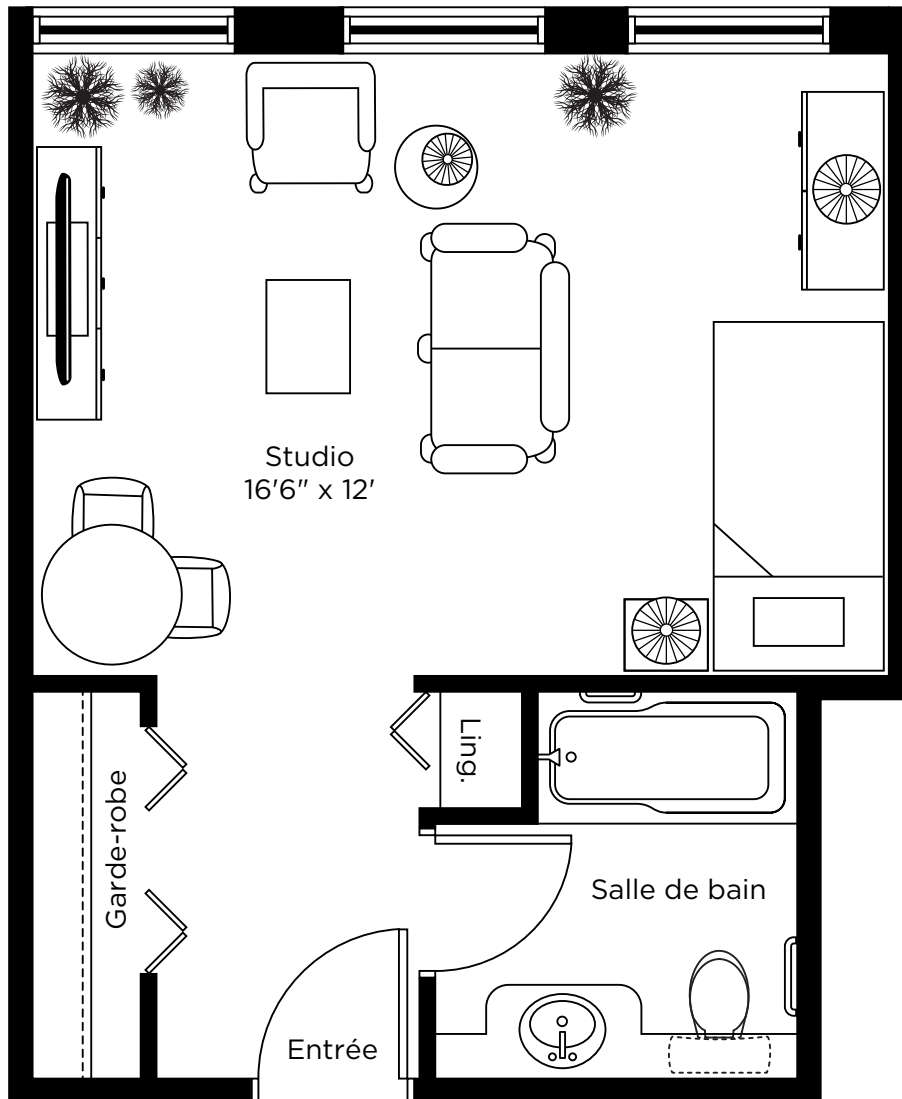 Studio
16'6" x 12'
Ling.
Garde-robe
Salle de bain
Entrée